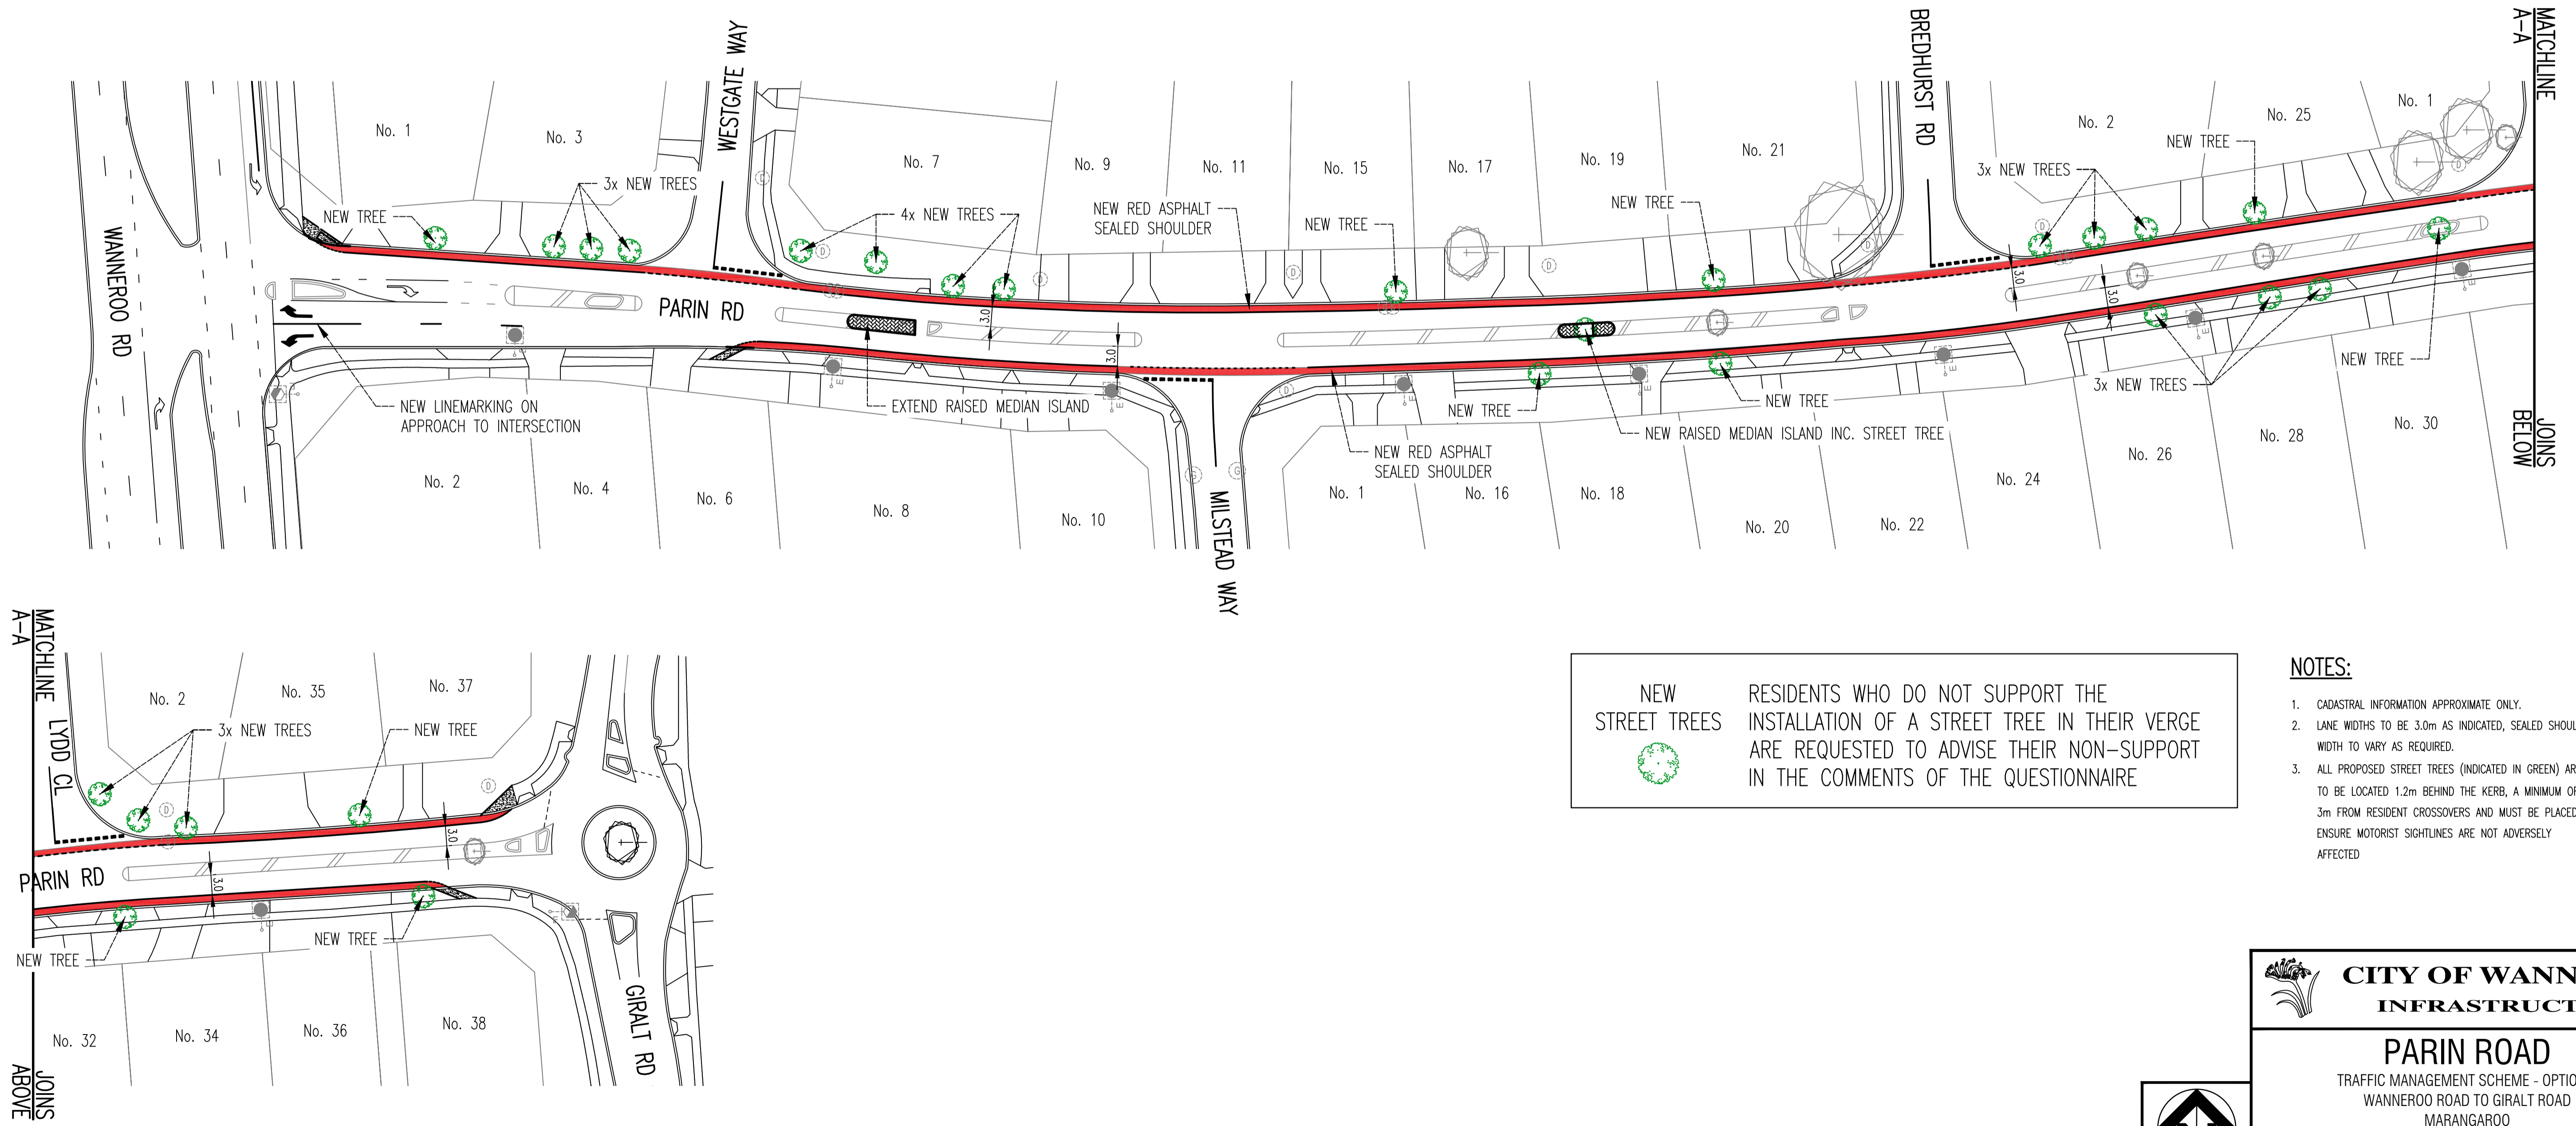 WESTGATE WAY
BREDHURST RD
MATCHLINE
A-A
WANNEROO RD
No. 1
No. 3
No. 7
No. 9
No. 11
No. 15
No. 17
No. 19
No. 21
No. 2
No. 25
No. 1
NEW TREE
3x NEW TREES
4x NEW TREES
NEW RED ASPHALT
SEALED SHOULDER
NEW TREE
NEW TREE
3x NEW TREES
NEW TREE
PARIN RD
3.0
3.0
3.0
3.0
NEW LINEMARKING ON
APPROACH TO INTERSECTION
EXTEND RAISED MEDIAN ISLAND
NEW TREE
NEW TREE
NEW RAISED MEDIAN ISLAND INC. STREET TREE
NEW RED ASPHALT
SEALED SHOULDER
3x NEW TREES
NEW TREE
No. 2
No. 4
No. 6
No. 8
No. 10
MILSTEAD WAY
No. 1
No. 16
No. 18
No. 20
No. 22
No. 24
No. 26
No. 28
No. 30
JOINS
BELOW
MATCHLINE
A-A
LYDD CL
No. 2
No. 35
No. 37
3x NEW TREES
NEW TREE
PARIN RD
3.0
3.0
NEW TREE
NEW TREE
No. 32
No. 34
No. 36
No. 38
GIRALT RD
JOINS
ABOVE
NEW
STREET TREES
RESIDENTS WHO DO NOT SUPPORT THE
INSTALLATION OF A STREET TREE IN THEIR VERGE
ARE REQUESTED TO ADVISE THEIR NON-SUPPORT
IN THE COMMENTS OF THE QUESTIONNAIRE
NOTES:
1. CADASTRAL INFORMATION APPROXIMATE ONLY.
2. LANE WIDTHS TO BE 3.0m AS INDICATED, SEALED
WIDTH TO VARY AS REQUIRED.
3. ALL PROPOSED STREET TREES (INDICATED IN GREEN)
TO BE LOCATED 1.2m BEHIND THE KERB, A MINIMUM
3m FROM RESIDENT CROSSOVERS AND MUST BE PLACED
ENSURE MOTORIST SIGHTLINES ARE NOT ADVERSELY
AFFECTED
CITY OF
PARIN ROAD
TRAFFIC MANAGEMENT SCHEME -
WANNEROO ROAD TO GIRALT ROAD
MARANGAROO